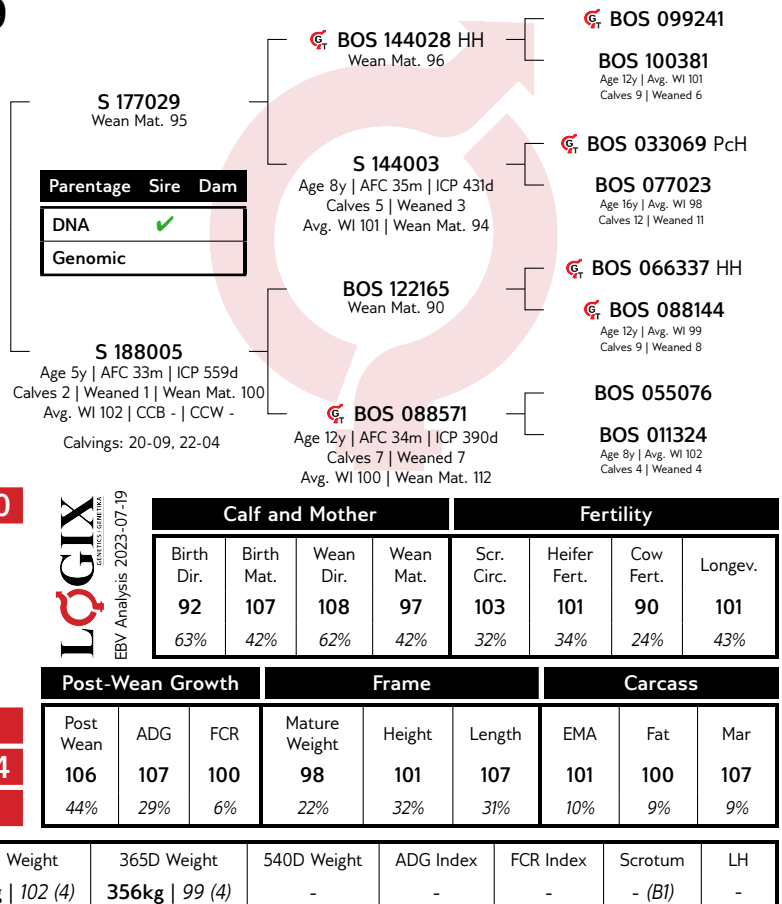 BOS 099241
BOS 144028 HH
Wean Mat. 96
BOS 100381
Age 12y | Avg. WI 101
Calves 9 | Weaned 6
S 177029
Wean Mat. 95
BOS 033069 PcH
S 144003
Age 8y | AFC 35m | ICP 431d
Calves 5 | Weaned 3
Avg. WI 101 | Wean Mat. 94
BOS 077023
Age 16y | Avg. WI 98
Calves 12 | Weaned 11
Parentage Sire Dam
DNA ✔
Genomic
BOS 066337 HH
BOS 122165
Wean Mat. 90
BOS 088144
Age 12y | Avg. WI 99
Calves 9 | Weaned 8
S 188005
Age 5y | AFC 33m | ICP 559d
Calves 2 | Weaned 1 | Wean Mat. 100
Avg. WI 102 | CCB - | CCW -
Calvings: 20-09, 22-04
BOS 055076
BOS 088571
Age 12y | AFC 34m | ICP 390d
Calves 7 | Weaned 7
Avg. WI 100 | Wean Mat. 112
BOS 011324
Age 8y | Avg. WI 102
Calves 4 | Weaned 4
0
LOGIX
GENETICS | GENETIKA
EBV Analysis 2023-07-19
Calf and Mother Fertility
Birth Dir. Birth Mat. Wean Dir. Wean Mat. Scr. Circ. Heifer Fert. Cow Fert. Longev.
92 107 108 97 103 101 90 101
63% 42% 62% 42% 32% 34% 24% 43%
Post-Wean Growth Frame Carcass
Post Wean ADG FCR Mature Weight Height Length EMA Fat Mar
4
106 107 100 98 101 107 101 100 107
44% 29% 6% 22% 32% 31% 10% 9% 9%
Weight 365D Weight 540D Weight ADG Index FCR Index Scrotum LH
| 102 (4) 356kg | 99 (4) - - - - (B1) -